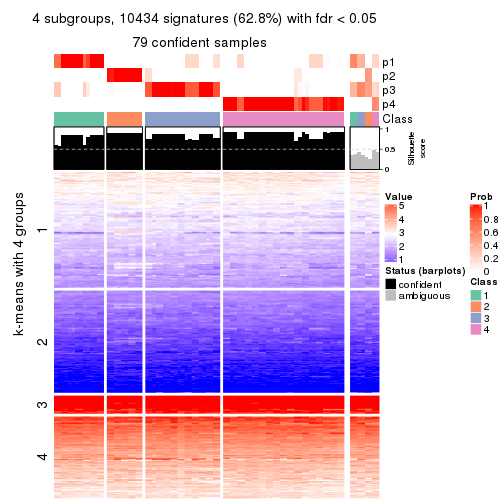 4 subgroups, 10434 signatures (62.8%) with fdr < 0.05
79 confident samples
p1
p2
p3
p4
Class
1
0.5
0
Silhouette
score
k-means with 4 groups
1
2
3
4
Value
5
4
3
2
1
Status (barplots)
confident
ambiguous
Prob
1
0.8
0.6
0.4
0.2
0
Class
1
2
3
4